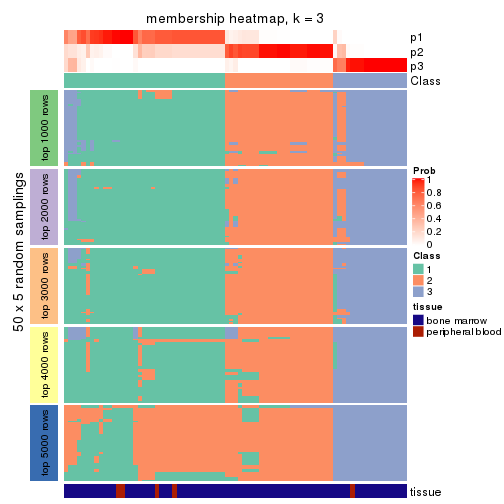 membership heatmap, k = 3
p1
p2
p3
Class
50 x 5 random samplings
top 1000 rows
top 2000 rows
top 3000 rows
top 4000 rows
top 5000 rows
Prob
1
0.8
0.6
0.4
0.2
0
Class
1
2
3
tissue
bone marrow
peripheral blood
tissue